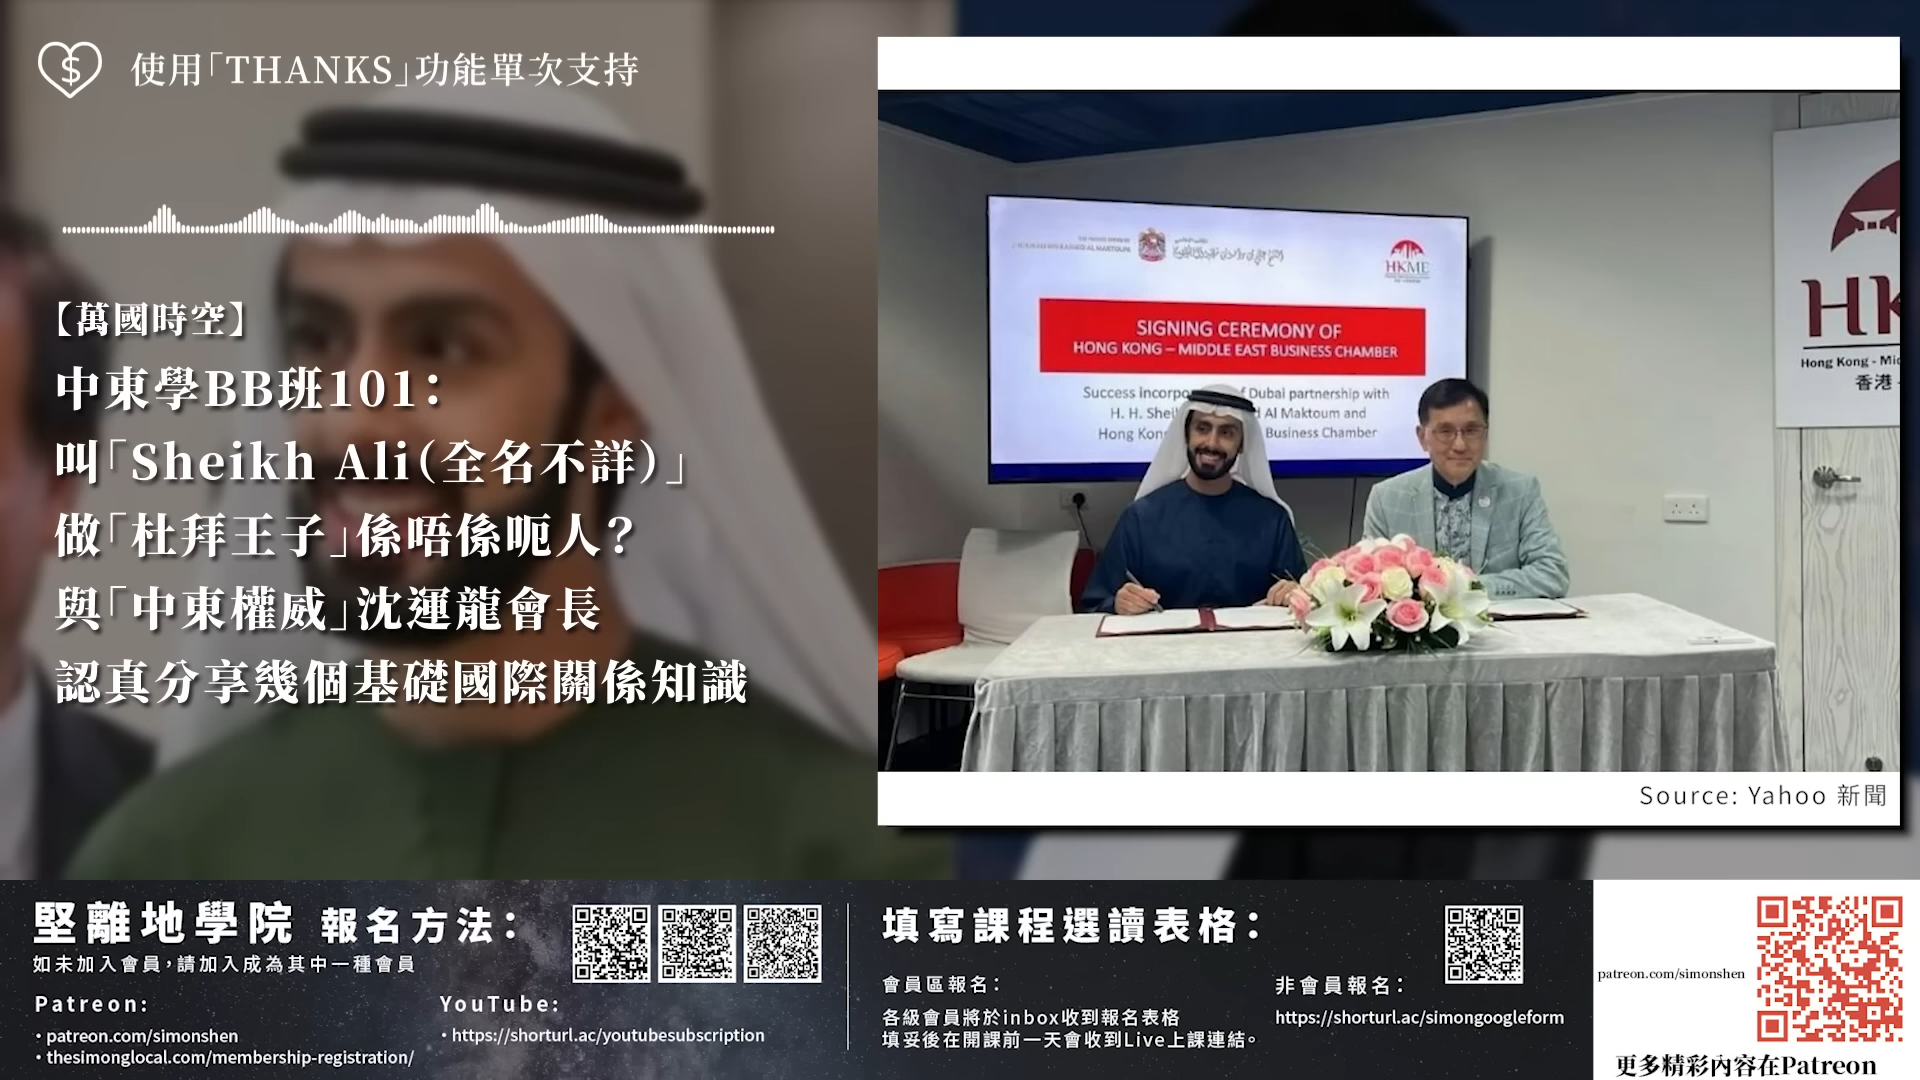 使用「THANKS」功能單次支持
【萬國時空】
中東學BB班101：
叫「Sheikh Ali（全名不詳）」
做「杜拜王子」係唔係呃人？
與「中東權威」沈運龍會長
認真分享幾個基礎國際關係知識
HKME
SIGNING CEREMONY OF
HONG KONG – MIDDLE EAST BUSINESS CHAMBER
Success incorpo of Dubai partnership with
H. H. Shei d Al Maktoum and
Hong Kon Business Chamber
HK
Hong Kong - Mid
香港 -
Source: Yahoo 新聞
堅離地學院 報名方法：
如未加入會員，請加入成為其中一種會員
Patreon:
• patreon.com/simonshen
• thesimonglocal.com/membership-registration/
YouTube:
• https://shorturl.ac/youtubesubscription
填寫課程選讀表格：
會員區報名：
各級會員將於inbox收到報名表格
填妥後在開課前一天會收到Live上課連結。
非會員報名：
https://shorturl.ac/simongoogleform
patreon.com/simonshen
更多精彩內容在Patreon